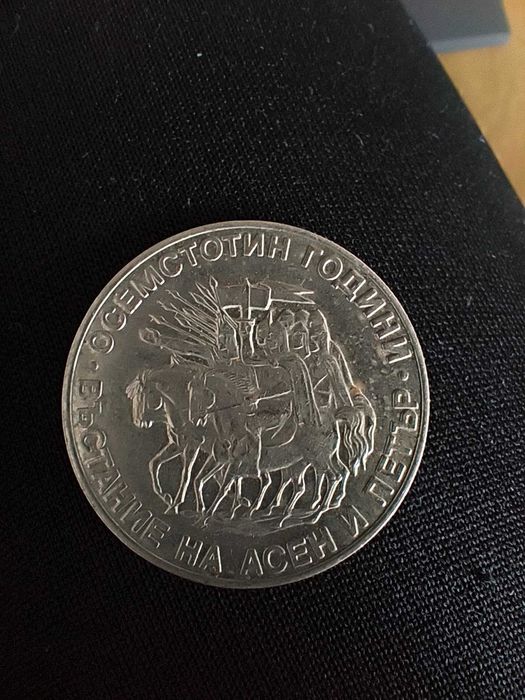 ОСЕМСТОТИН ГОДИНИ ·
ВЪСТАНИЕ НА АСЕН И ПЕТЪР ·